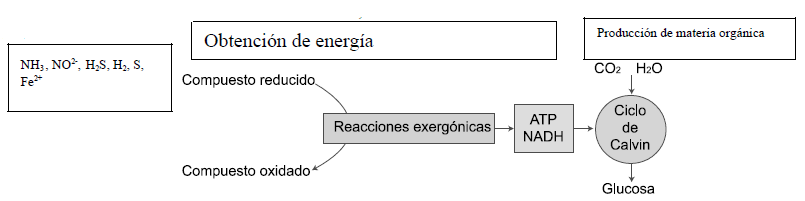 Obtención de energía
Producción de materia orgánica
NH₃, NO²⁻, H₂S, H₂, S,
Fe²⁺
CO₂ H₂O
Compuesto reducido
Reacciones exergónicas
ATP
NADH
Ciclo
de
Calvin
Compuesto oxidado
Glucosa